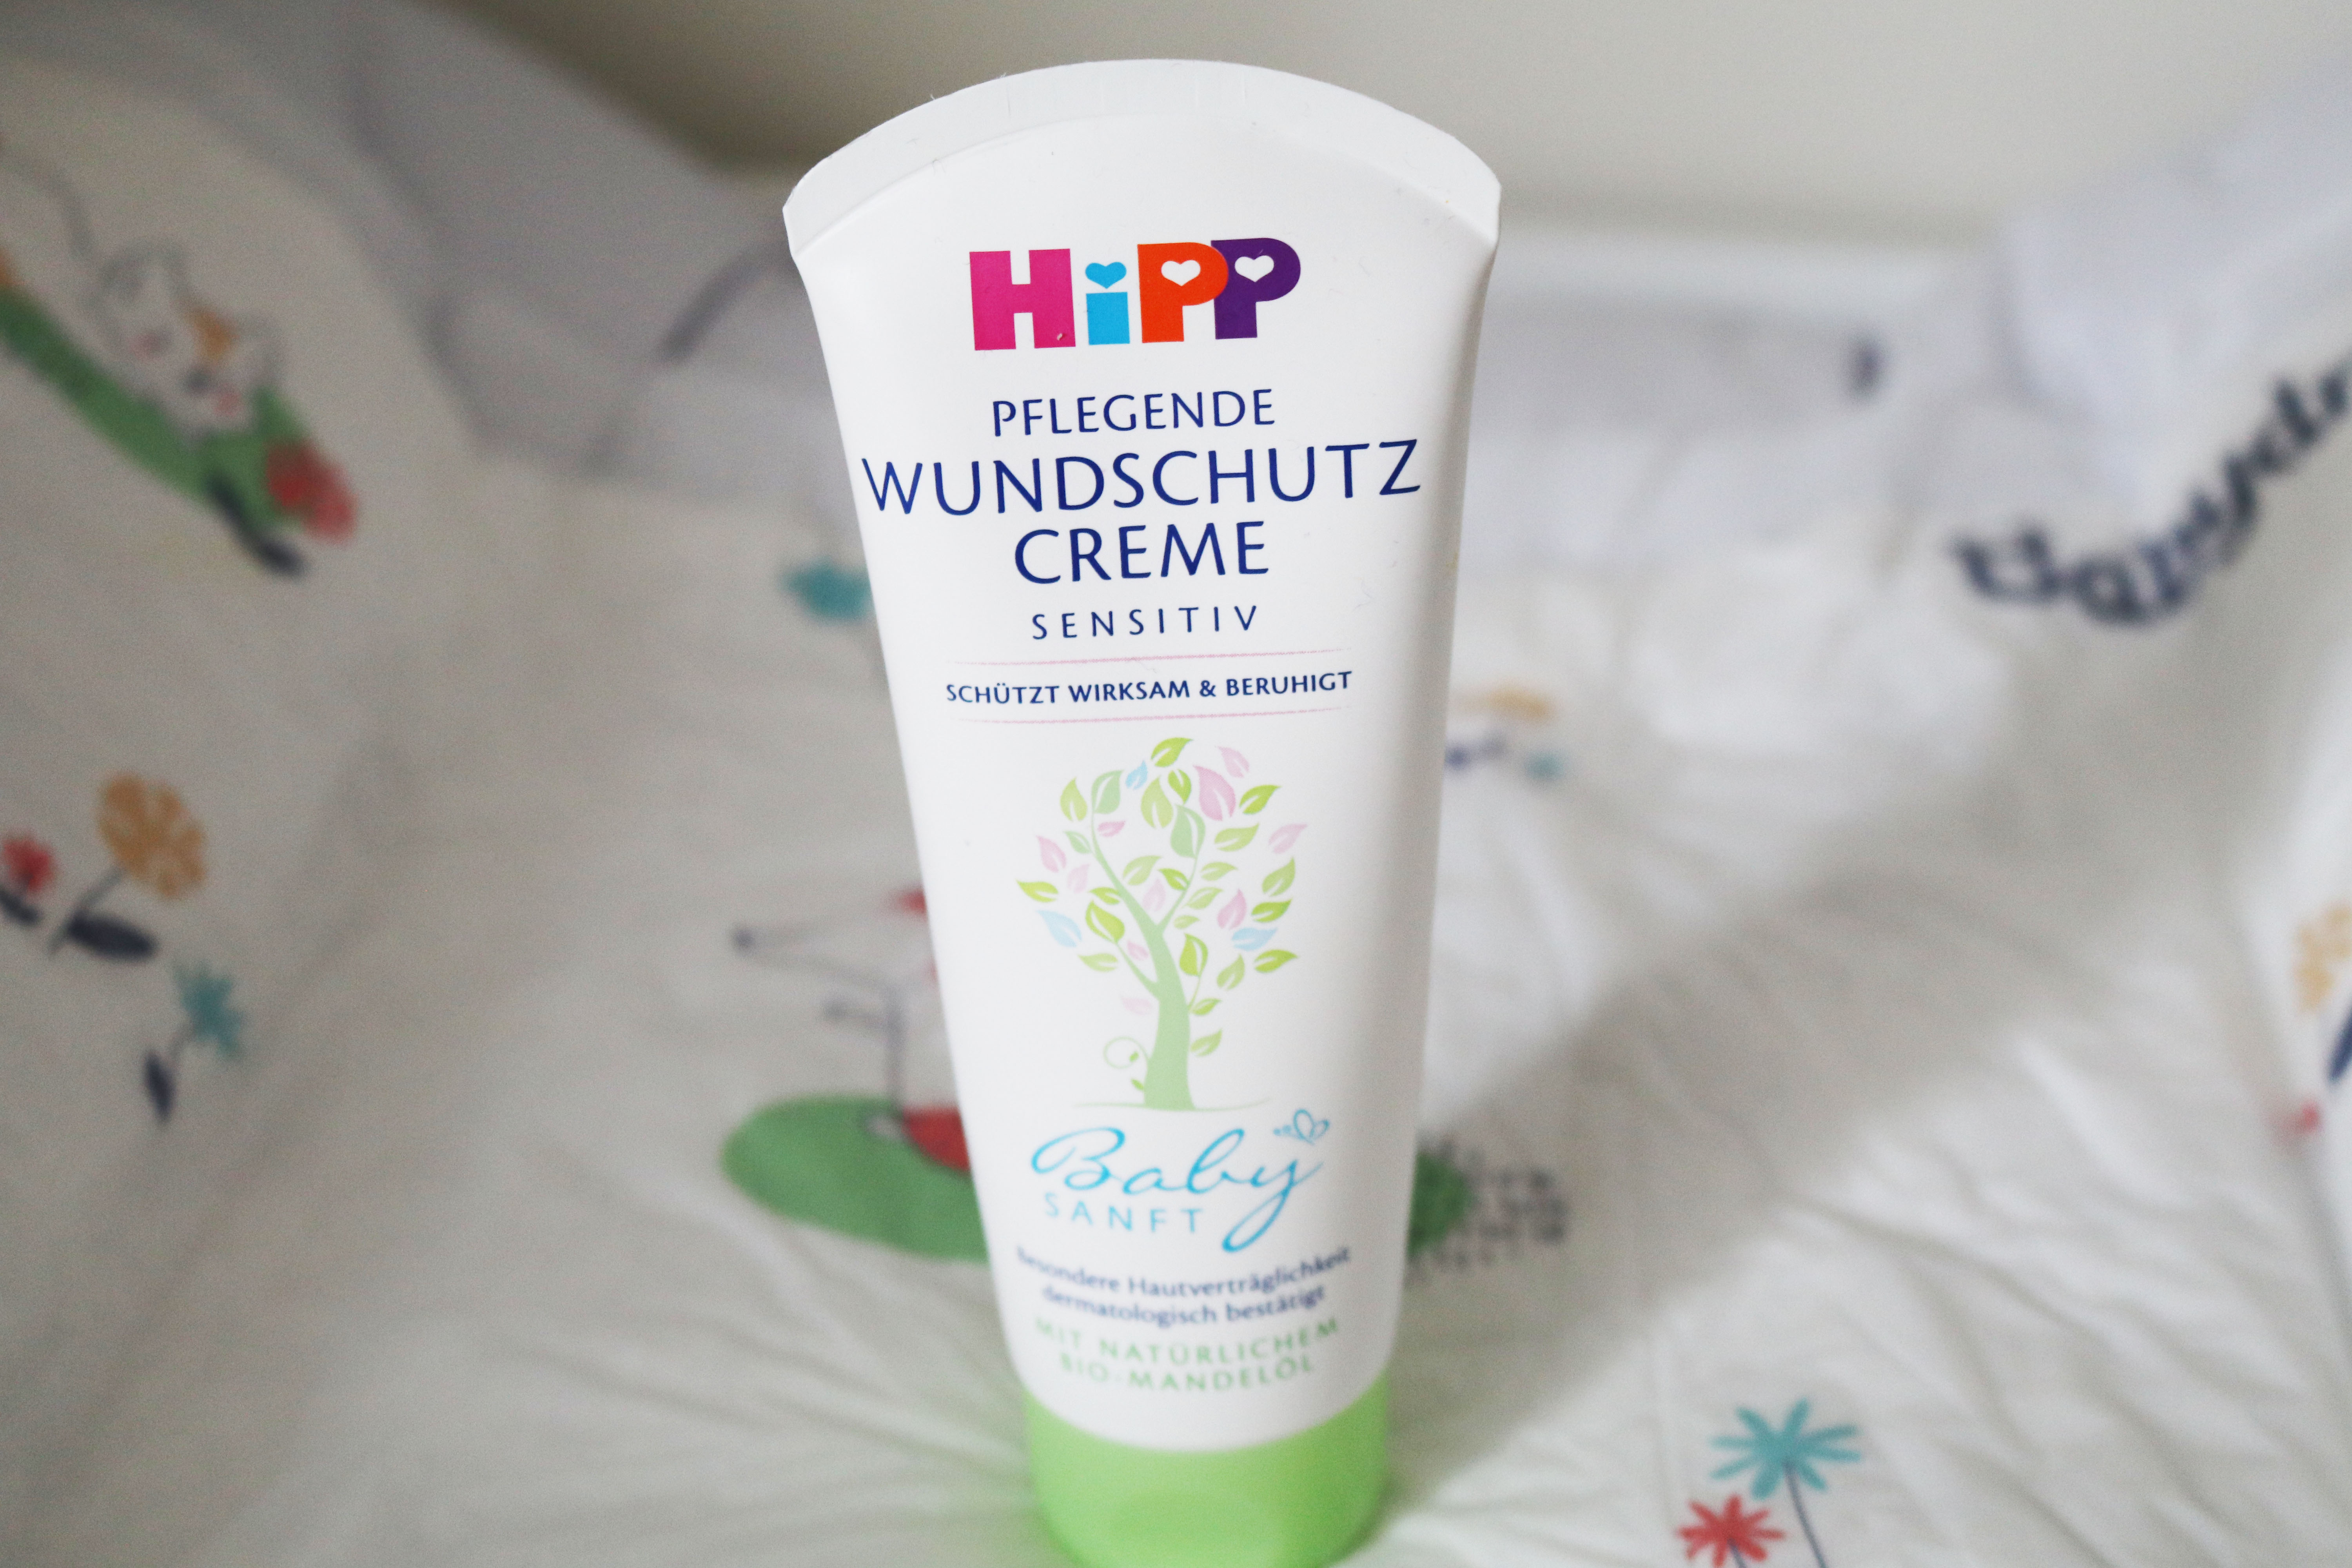 HiPP
PFLEGENDE
WUNDSCHUTZ
CREME
SENSITIV
SCHÜTZT WIRKSAM & BERUHIGT
Baby
SANFT
Besondere Hautverträglichkeit
dermatologisch bestätigt
MIT NATÜRLICHEM
BIO-MANDELÖL